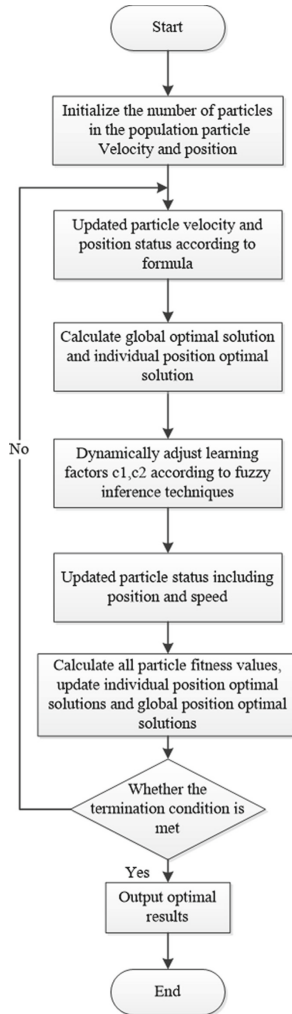 Start
Initialize the number of particles
in the population particle
Velocity and position
Updated particle velocity and
position status according to
formula
Calculate global optimal solution
and individual position optimal
solution
No
Dynamically adjust learning
factors c1,c2 according to fuzzy
inference techniques
Updated particle status including
position and speed
Calculate all particle fitness values,
update individual position optimal
solutions and global position optimal
solutions
Whether the
termination condition is
met
Yes
Output optimal
results
End